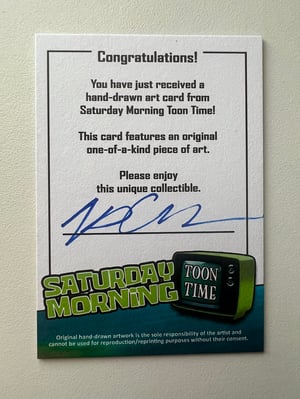 Congratulations!
You have just received a
hand-drawn art card from
Saturday Morning Toon Time!
This card features an original
one-of-a-kind piece of art.
Please enjoy
this unique collectible.
SATURDAY
MORNING
TOON
TIME
Original hand-drawn artwork is the sole responsibility of the artist and
cannot be used for reproduction/reprinting purposes without their consent.